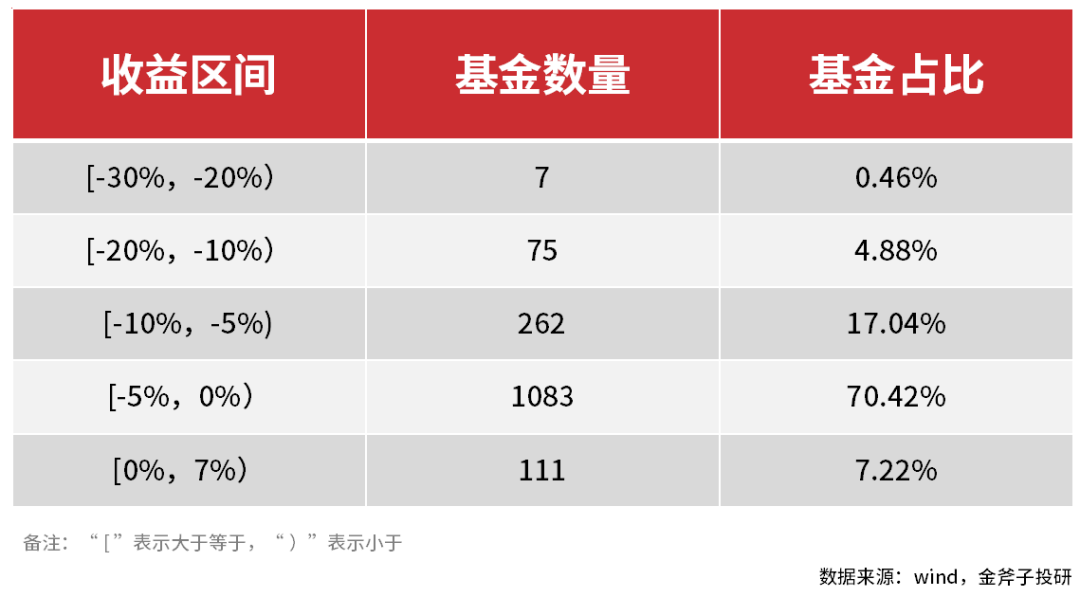 收益区间 基金数量 基金占比
[-30%，-20%） 7 0.46%
[-20%，-10%） 75 4.88%
[-10%，-5%) 262 17.04%
[-5%，0%） 1083 70.42%
[0%，7%） 111 7.22%
备注：“ [ ”表示大于等于，“ ）”表示小于
数据来源：wind，金斧子投研